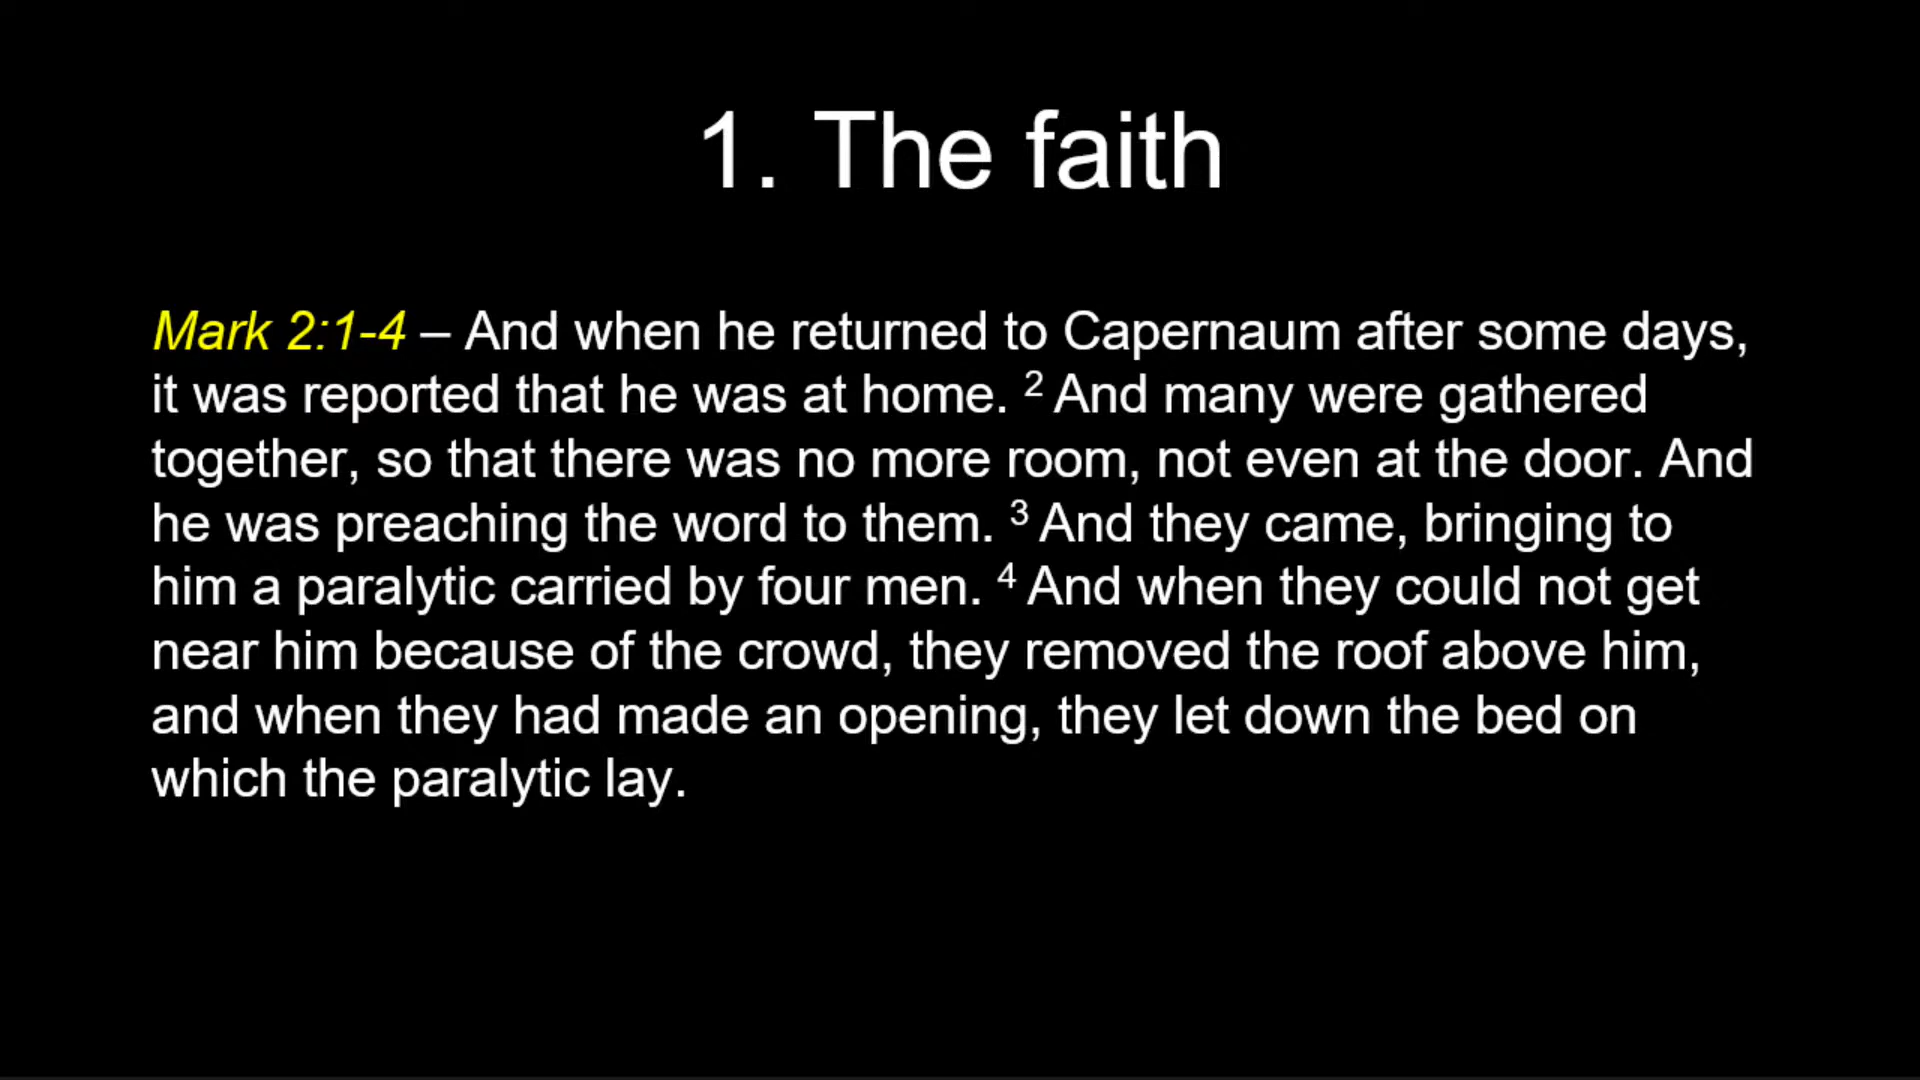 1. The faith
Mark 2:1-4 – And when he returned to Capernaum after some days,
it was reported that he was at home. ² And many were gathered
together, so that there was no more room, not even at the door. And
he was preaching the word to them. ³ And they came, bringing to
him a paralytic carried by four men. ⁴ And when they could not get
near him because of the crowd, they removed the roof above him,
and when they had made an opening, they let down the bed on
which the paralytic lay.